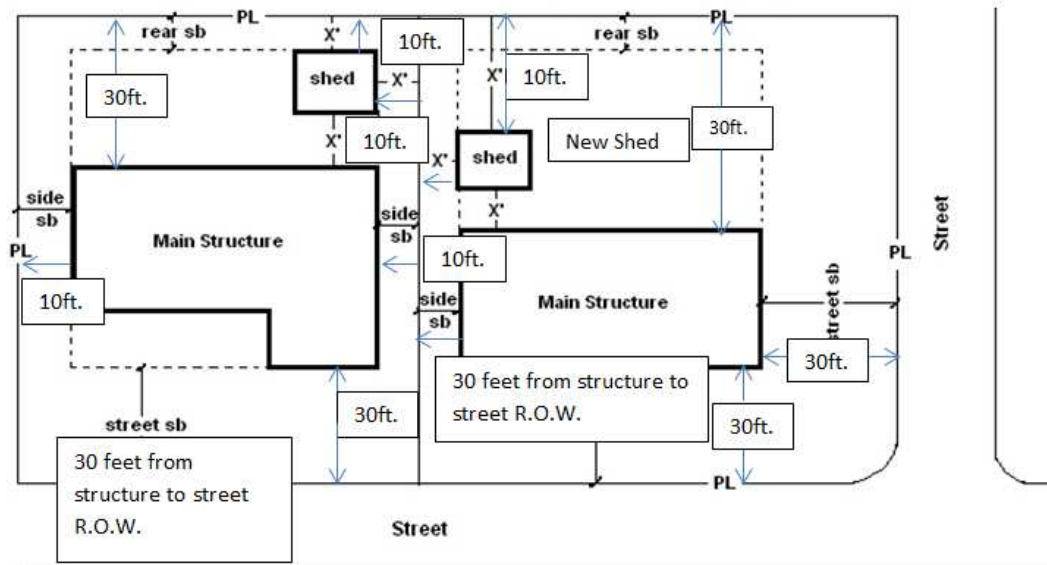 PL
PL
rear sb
X'
10ft.
rear sb
shed
X'
X'
10ft.
30ft.
10ft.
X'
New Shed
30ft.
X'
shed
side
sb
X'
side
sb
Main Structure
PL
10ft.
PL
Street
10ft.
side
sb
Main Structure
street sb
30ft.
30 feet from structure to
street R.O.W.
30ft.
30ft.
street sb
30 feet from
structure to street
R.O.W.
PL
Street